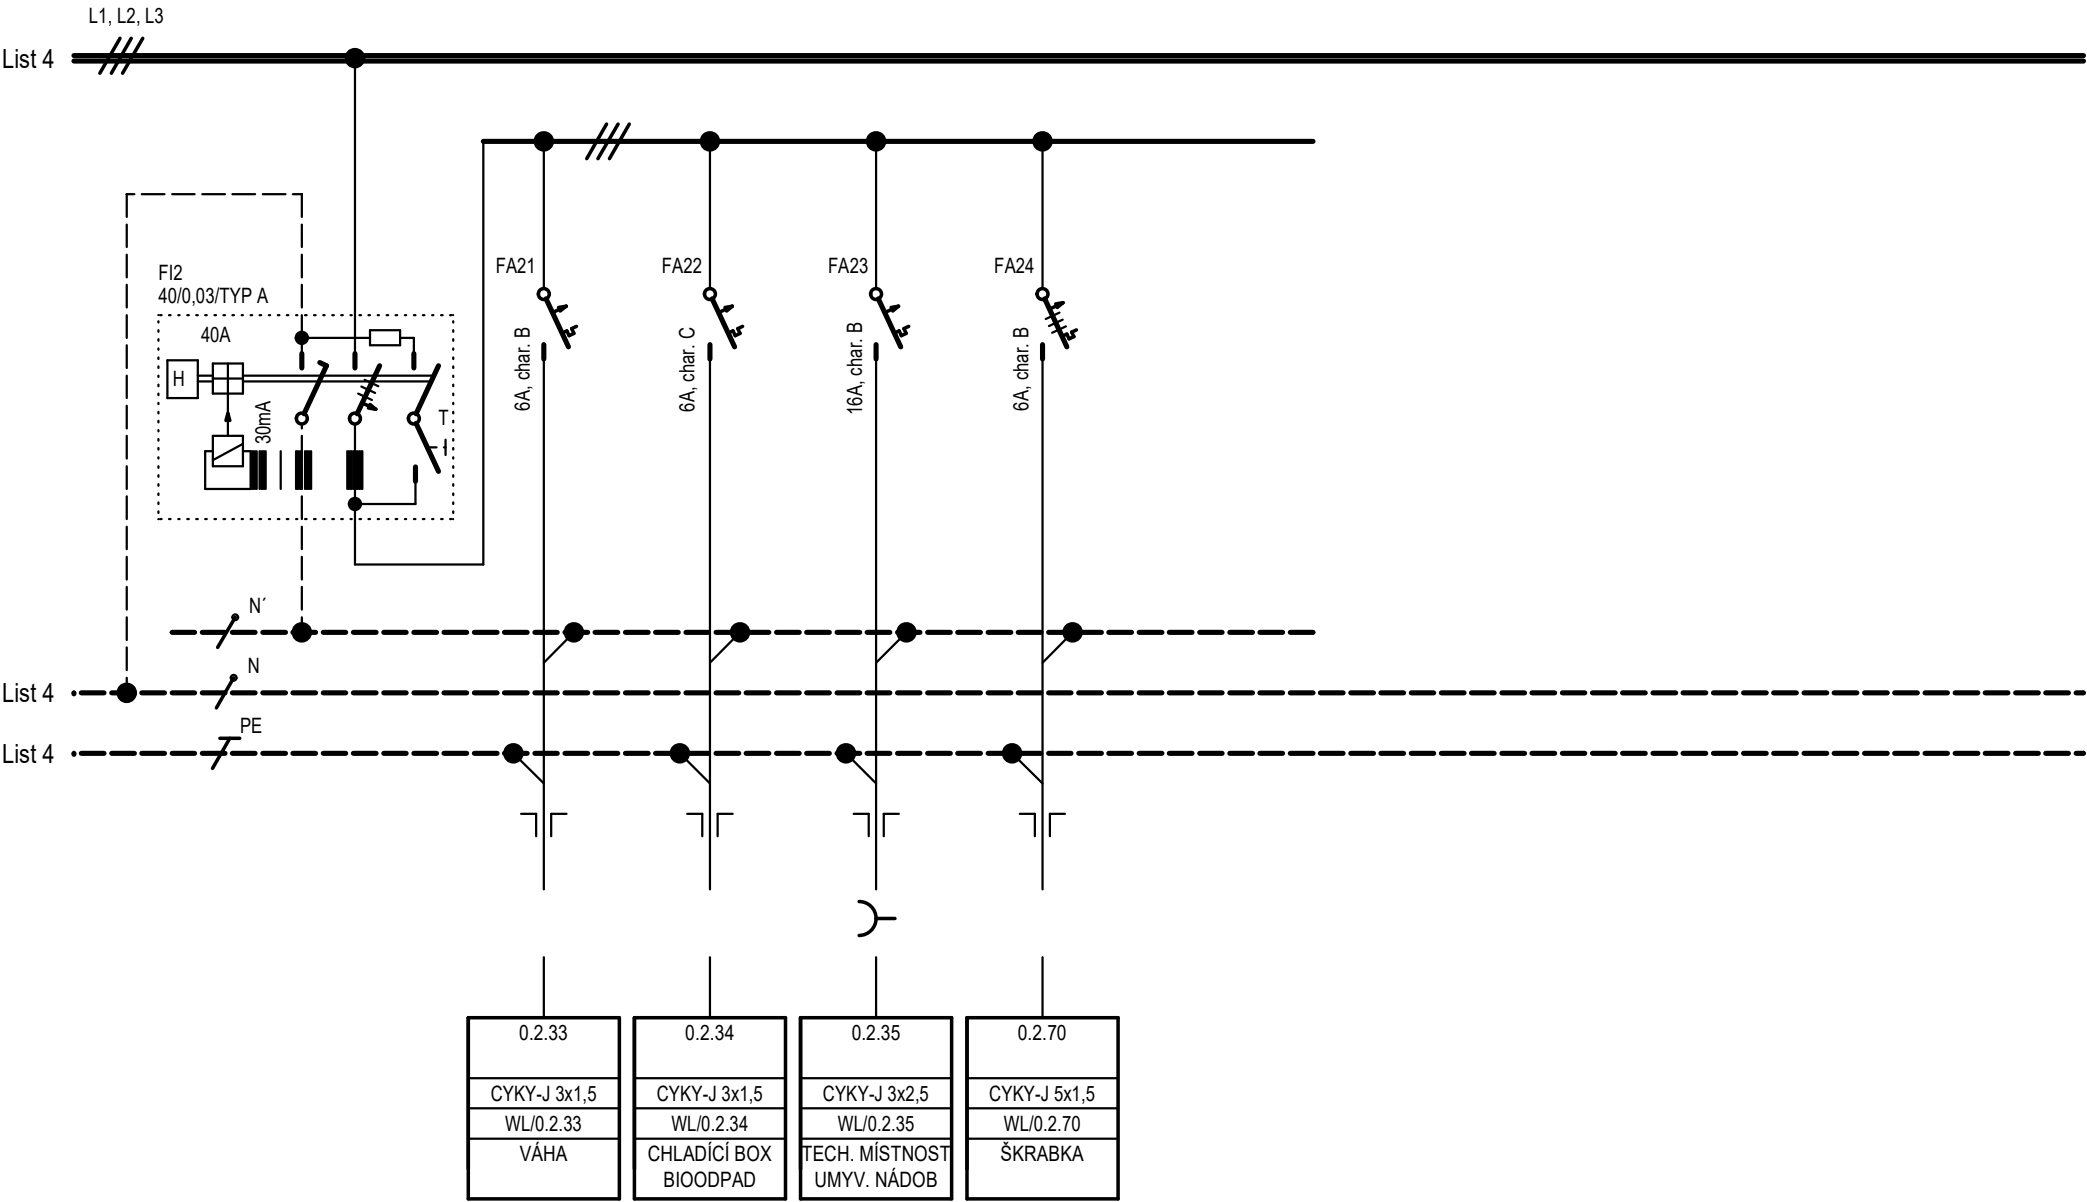 L1, L2, L3
List 4
FI2
40/0,03/TYP A
40A
H
30mA
T
FA21
6A, char. B
FA22
6A, char. C
FA23
16A, char. B
FA24
6A, char. B
N´
List 4
N
List 4
PE
0.2.33
CYKY-J 3x1,5
WL/0.2.33
VÁHA
0.2.34
CYKY-J 3x1,5
WL/0.2.34
CHLADÍCÍ BOX
BIOODPAD
0.2.35
CYKY-J 3x2,5
WL/0.2.35
TECH. MÍSTNOST
UMYV. NÁDOB
0.2.70
CYKY-J 5x1,5
WL/0.2.70
ŠKRABKA